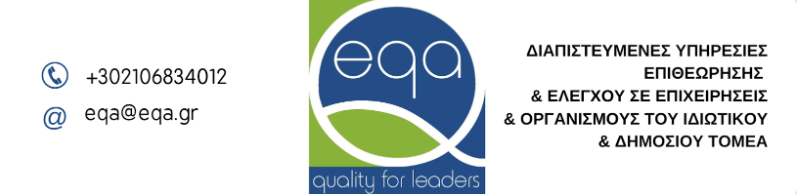 +302106834012
eqa@eqa.gr
eqa
quality for leaders
ΔΙΑΠΙΣΤΕΥΜΕΝΕΣ ΥΠΗΡΕΣΙΕΣ
ΕΠΙΘΕΩΡΗΣΗΣ
& ΕΛΕΓΧΟΥ ΣΕ ΕΠΙΧΕΙΡΗΣΕΙΣ
& ΟΡΓΑΝΙΣΜΟΥΣ ΤΟΥ ΙΔΙΩΤΙΚΟΥ
& ΔΗΜΟΣΙΟΥ ΤΟΜΕΑ